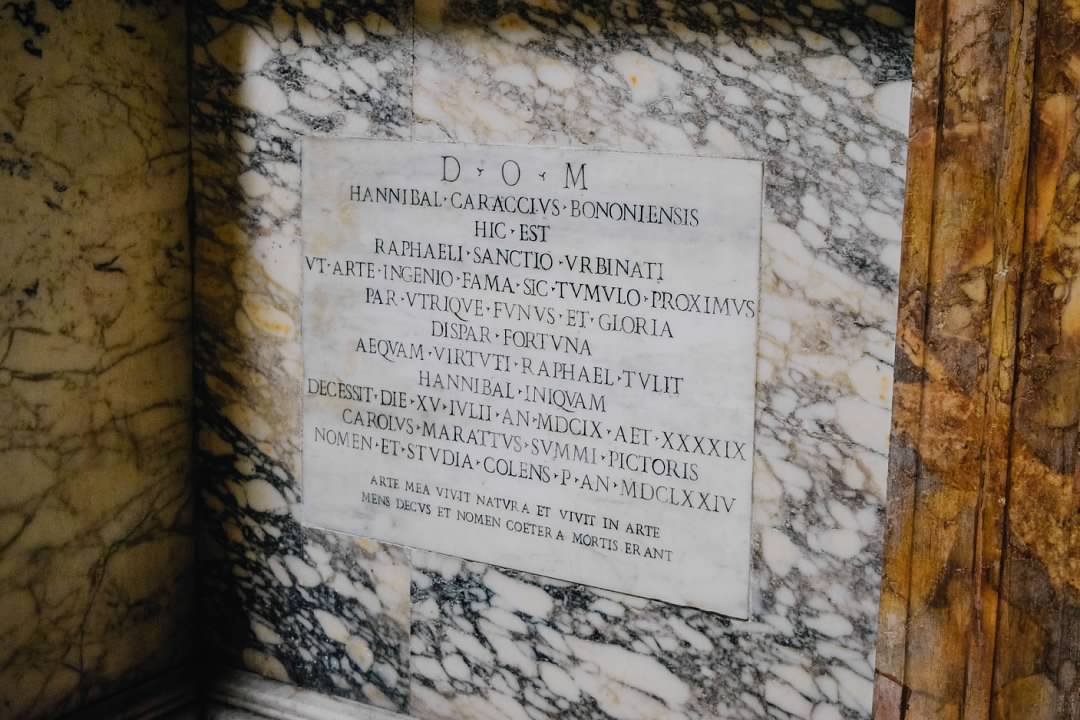 D · O · M
HANNIBAL · CARACCIVS · BONONIENSIS
HIC · EST
RAPHAELI · SANCTIO · VRBINATI
VT · ARTE · INGENIO · FAMA · SIC · TVMVLO · PROXIMVS
PAR · VTRIQVE · FVNVS · ET · GLORIA
DISPAR · FORTVNA
AEQVAM · VIRTVTI · RAPHAEL · TVLIT
HANNIBAL · INIQVAM
DECESSIT · DIE · XV · IVLII · AN · MDCIX · AET · XXXXIX
CAROLVS · MARATTVS · SVMMI · PICTORIS
NOMEN · ET · STVDIA · COLENS · P · AN · MDCLXXIV
ARTE MEA VIVIT NATVRA ET VIVIT IN ARTE
MENS DECVS ET NOMEN COETERA MORTIS ERANT